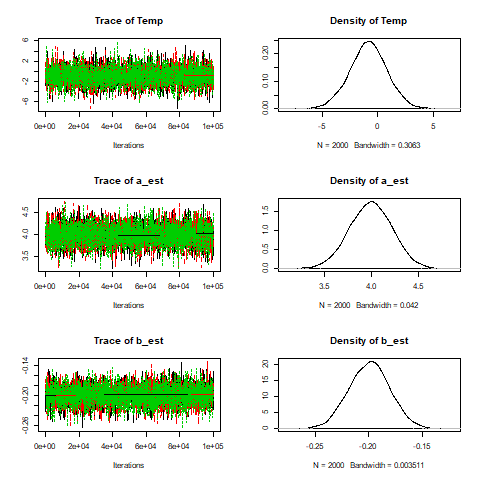 Trace of Temp
6
2
-2
-6
0e+00 2e+04 4e+04 6e+04 8e+04 1e+05
Iterations
Density of Temp
0.20
0.10
0.00
-5 0 5
N = 2000 Bandwidth = 0.3063
Trace of a_est
4.5
4.0
3.5
0e+00 2e+04 4e+04 6e+04 8e+04 1e+05
Iterations
Density of a_est
1.5
1.0
0.5
0.0
3.5 4.0 4.5
N = 2000 Bandwidth = 0.042
Trace of b_est
-0.14
-0.20
-0.26
0e+00 2e+04 4e+04 6e+04 8e+04 1e+05
Iterations
Density of b_est
20
15
10
5
0
-0.25 -0.20 -0.15
N = 2000 Bandwidth = 0.003511